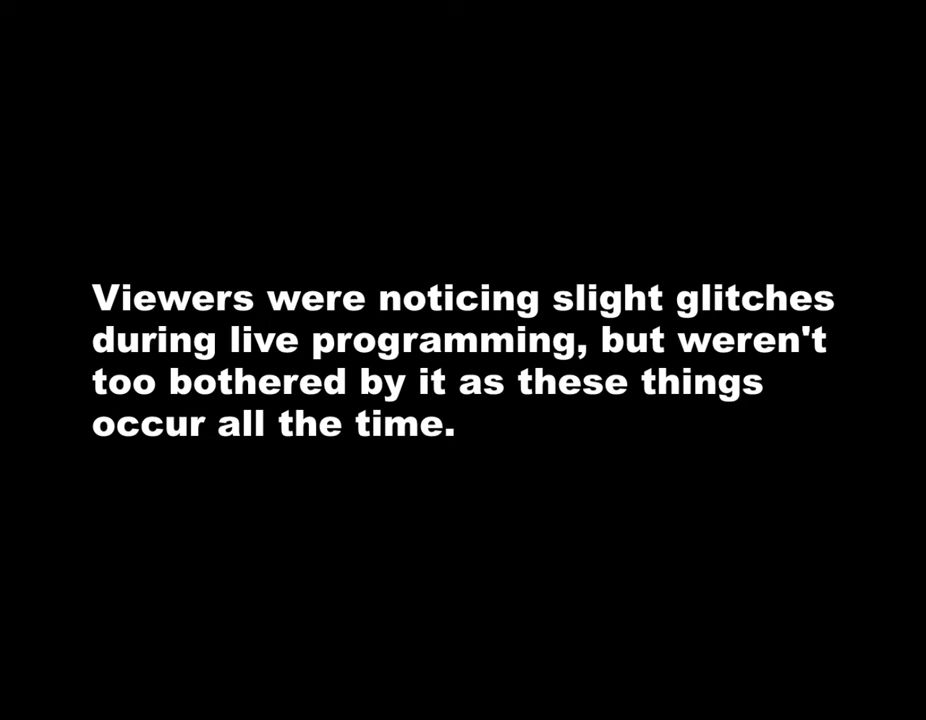 Viewers were noticing slight glitches
during live programming, but weren't
too bothered by it as these things
occur all the time.